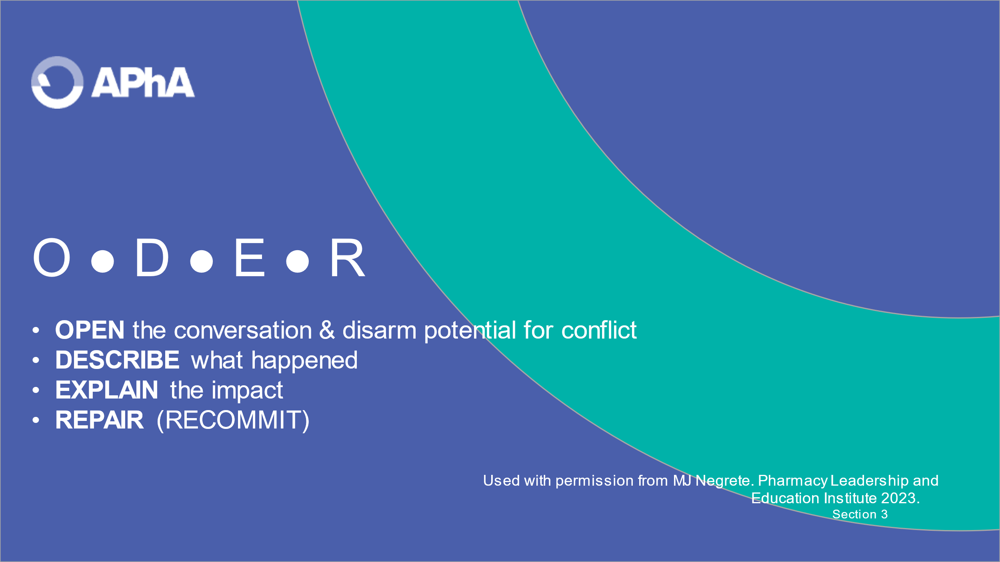 APhA
O ● D ● E ● R
• OPEN the conversation & disarm potential for conflict
• DESCRIBE what happened
• EXPLAIN the impact
• REPAIR (RECOMMIT)
Used with permission from MJ Negrete. Pharmacy Leadership and
Education Institute 2023.
Section 3